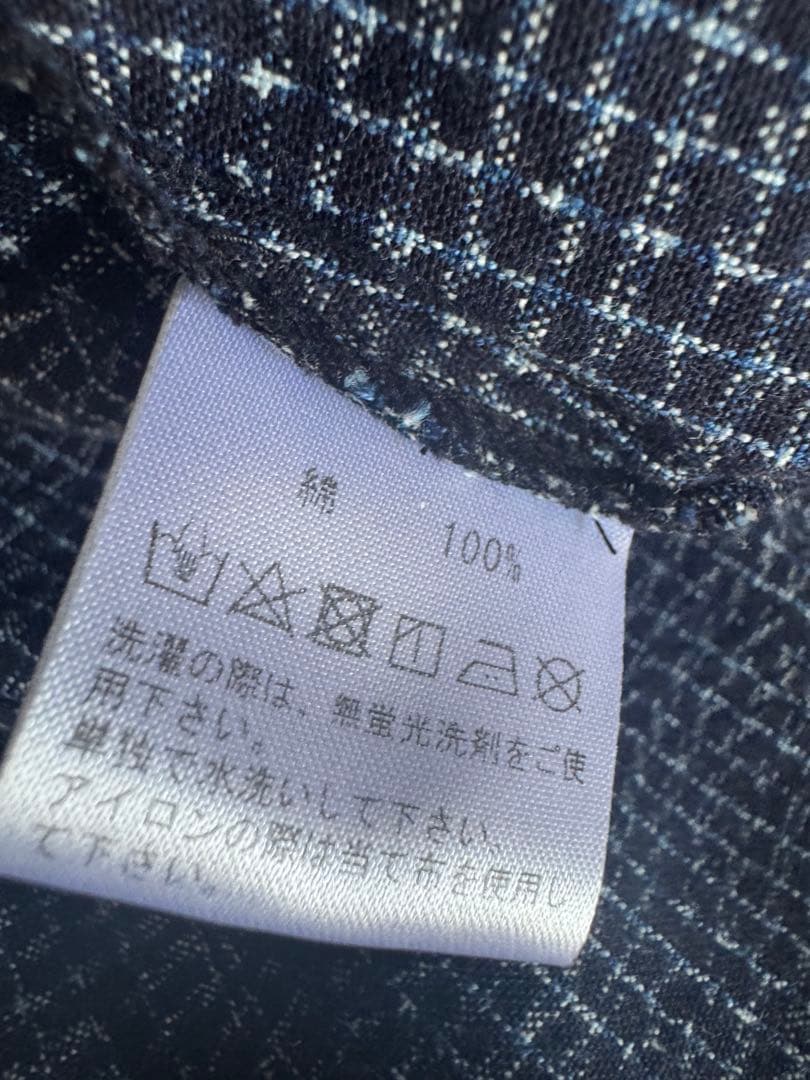 綿 100%
洗濯の際は、無蛍光洗剤をご使
用下さい。
単独で水洗いして下さい。
アイロンの際は当て布を使用し
て下さい。